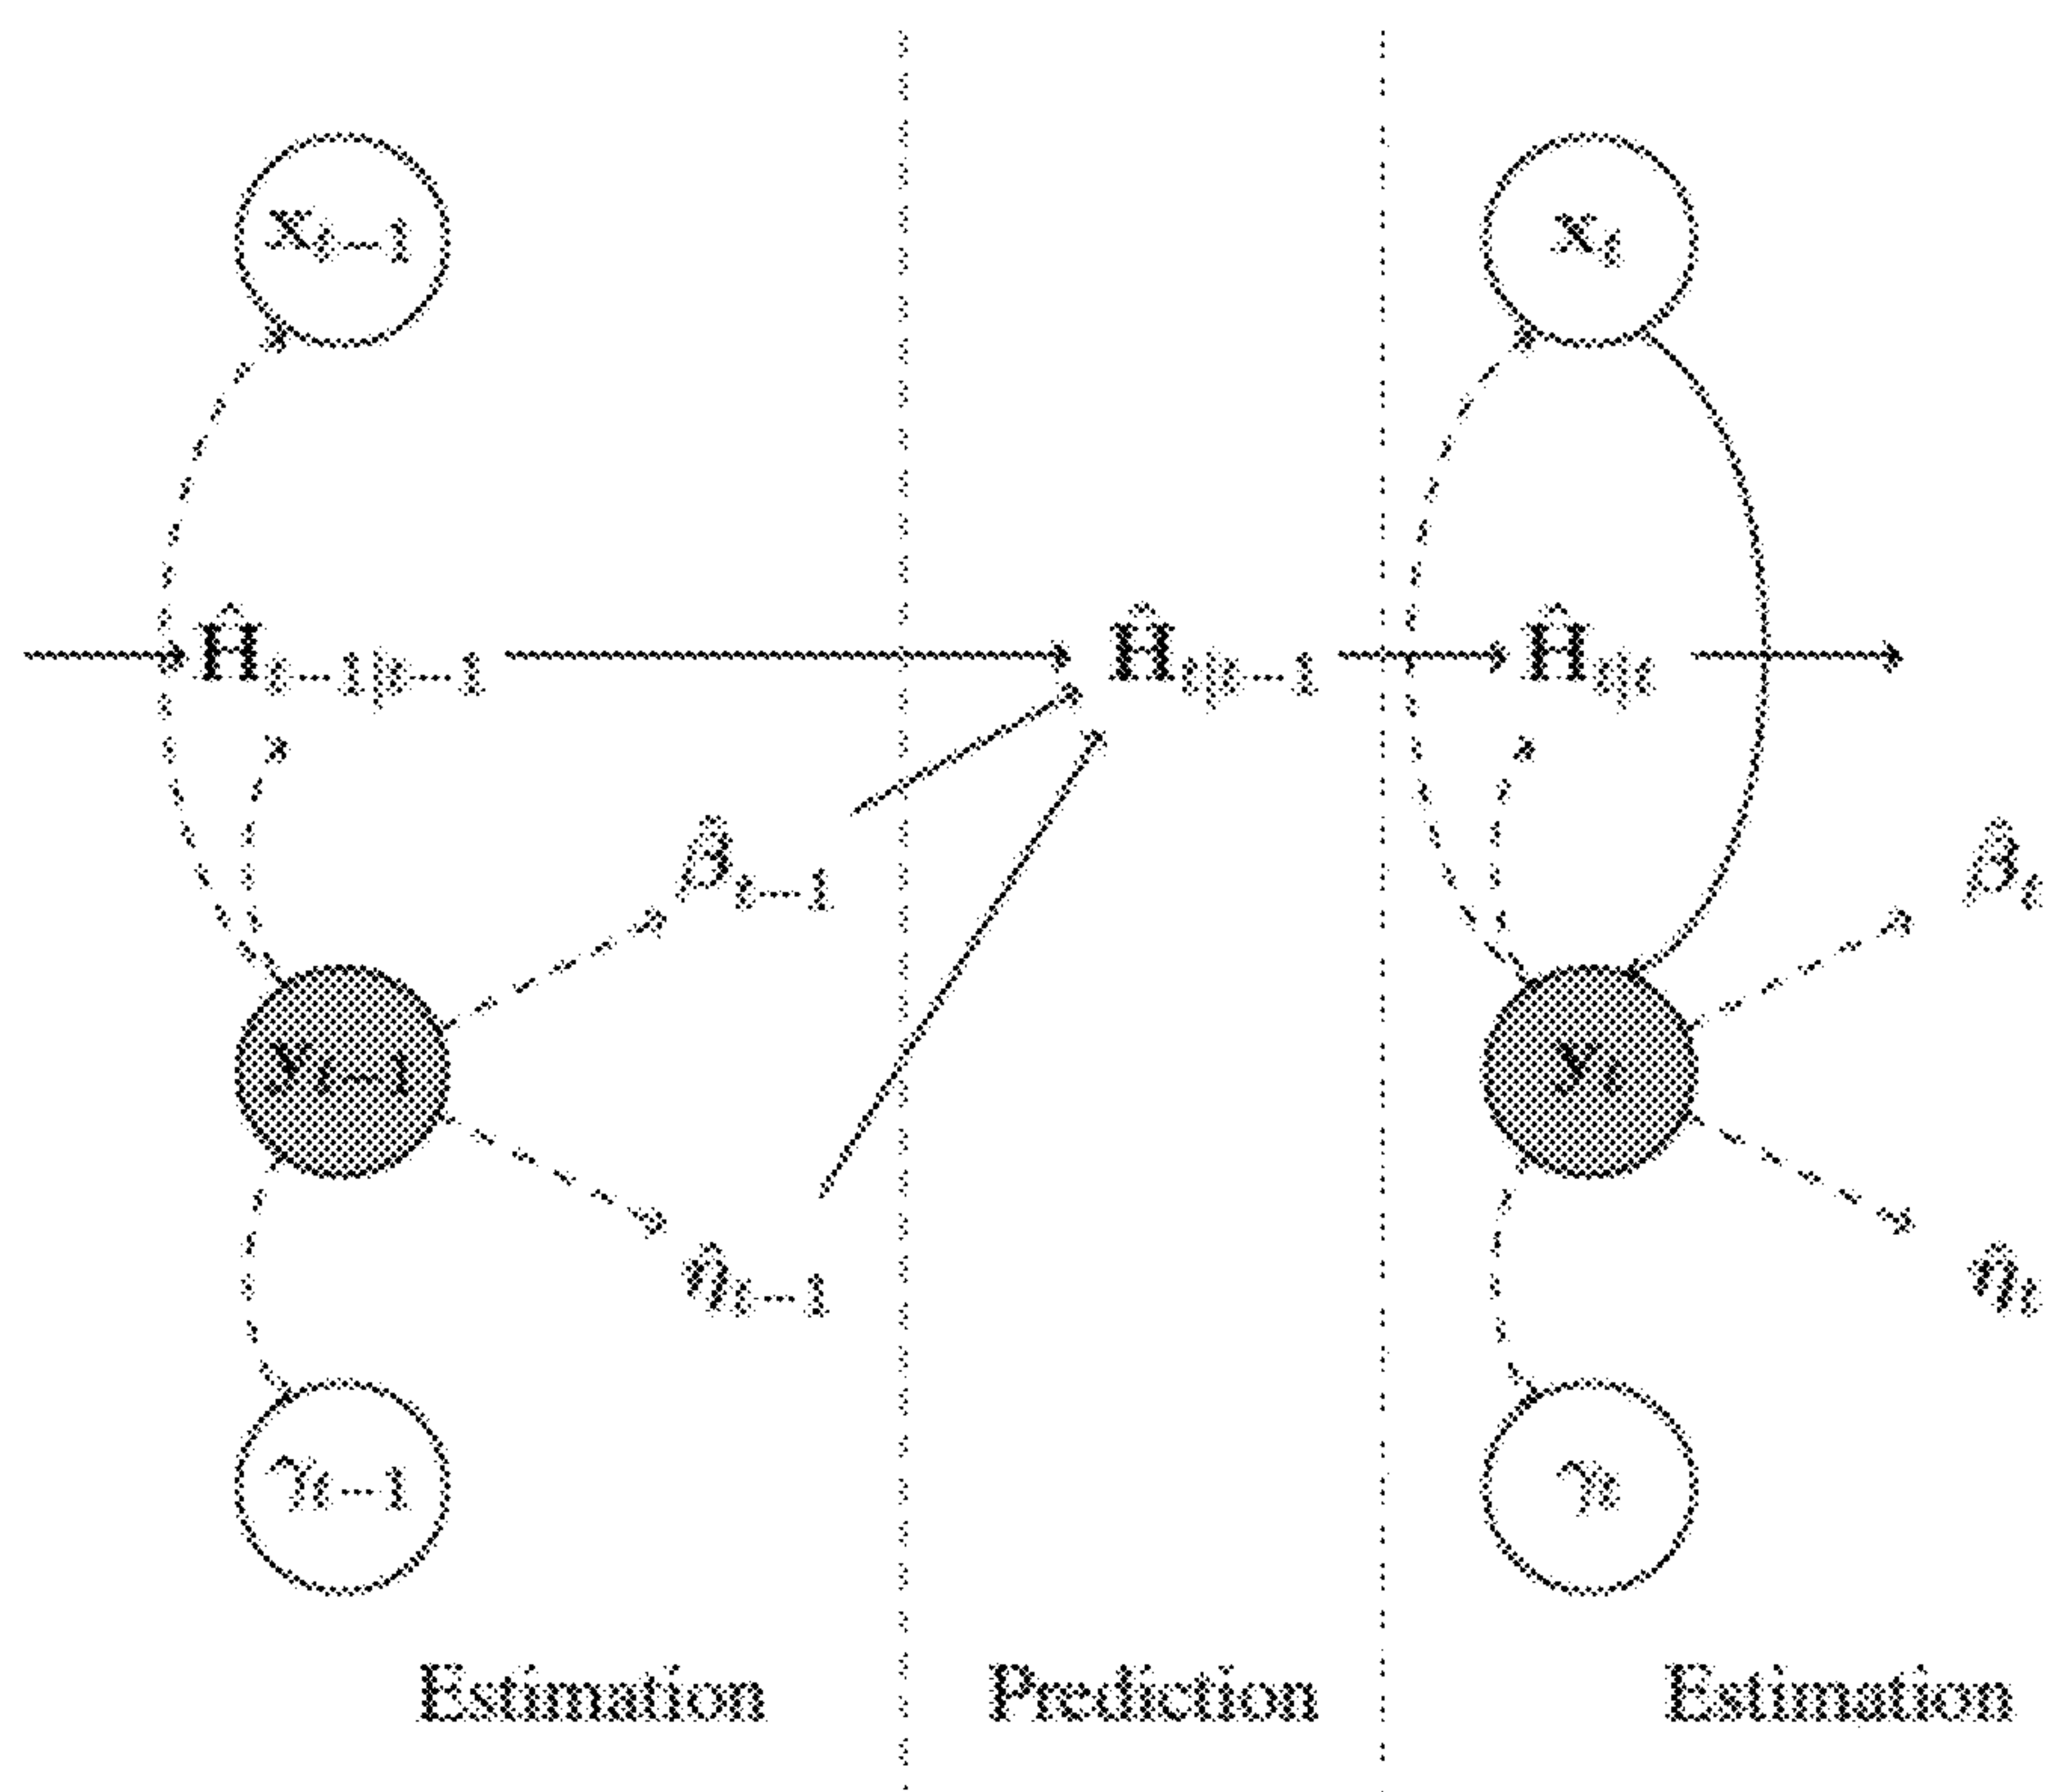 x_{t-1}
x_t
Ĥ_{t-1|t-1}
Ĥ_{t|t-1}
Ĥ_{t|t}
β̂_{t-1}
β̂_t
y_{t-1}
y_t
η̂_{t-1}
η̂_t
γ_{t-1}
γ_t
Estimation
Prediction
Estimation